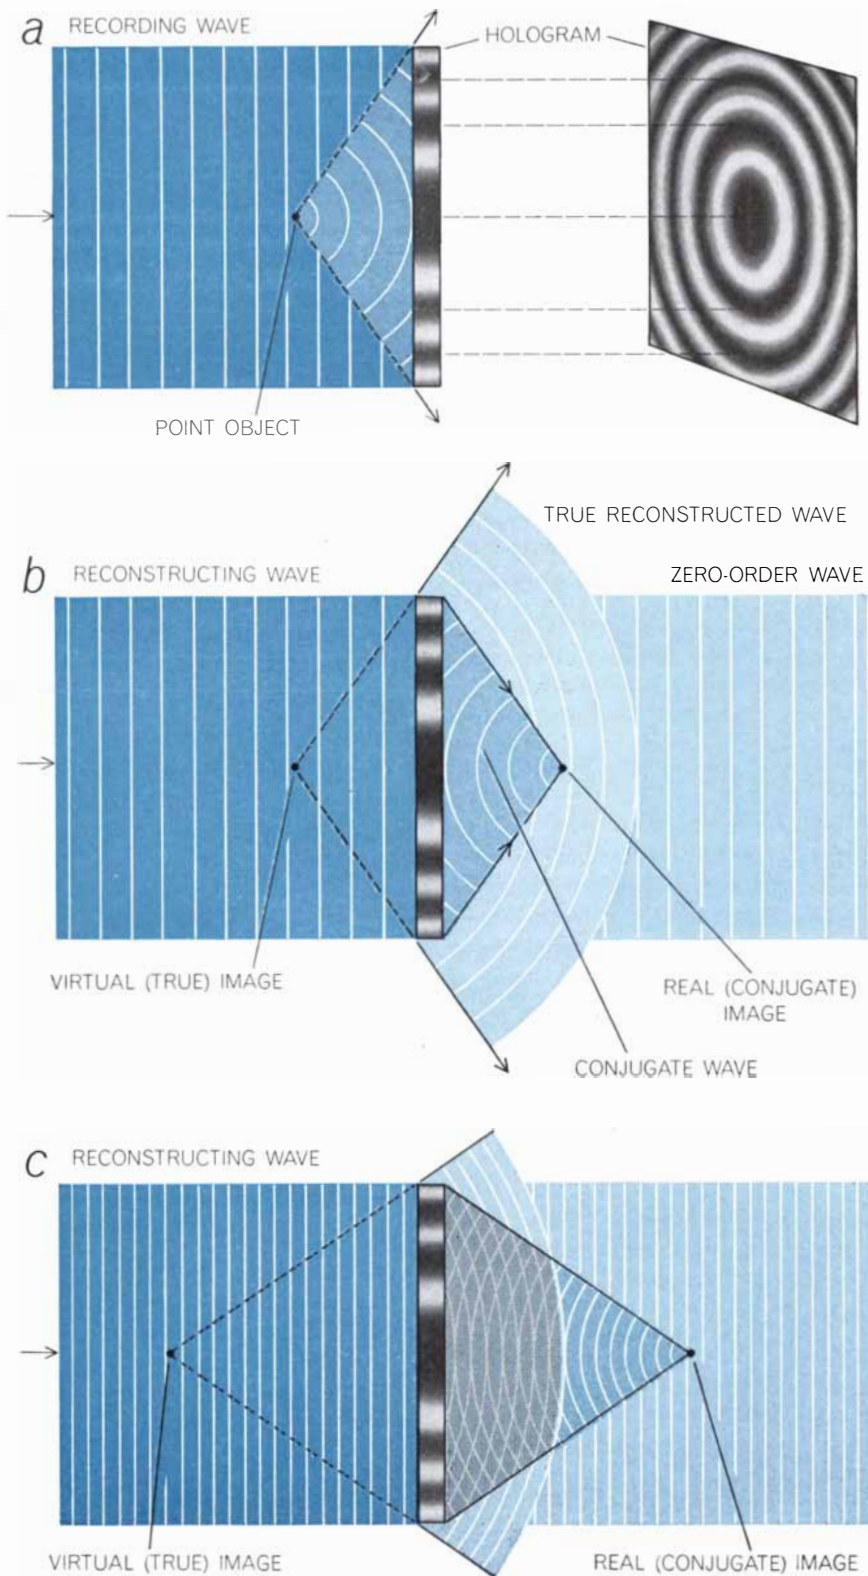 a RECORDING WAVE
HOLOGRAM
POINT OBJECT
TRUE RECONSTRUCTED WAVE
b RECONSTRUCTING WAVE
ZERO-ORDER WAVE
VIRTUAL (TRUE) IMAGE
REAL (CONJUGATE)
IMAGE
CONJUGATE WAVE
c RECONSTRUCTING WAVE
VIRTUAL (TRUE) IMAGE
REAL (CONJUGATE) IMAGE